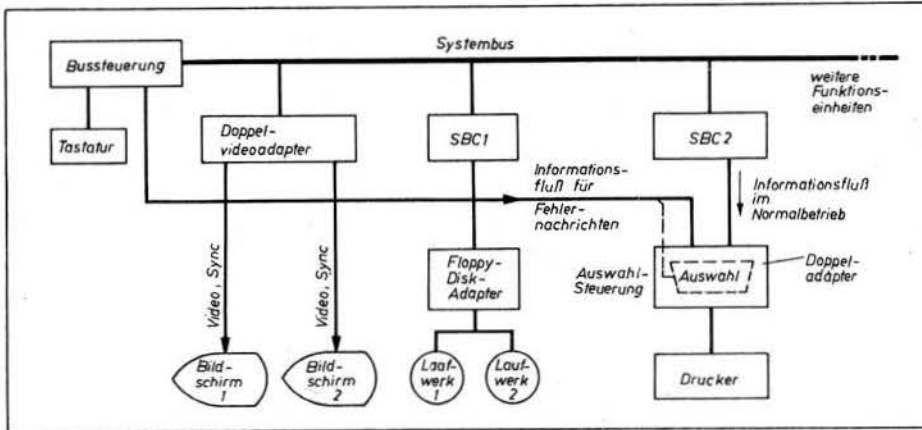 Systembus
Bussteuerung
weitere
Funktions-
einheiten
Tastatur
Doppel-
videoadapter
SBC1
SBC2
Informations-
fluß für
Fehler-
nachrichten
Informationsfluß
im
Normalbetrieb
Video, Sync
Video, Sync
Floppy-
Disk-
Adapter
Auswahl-
Steuerung
Auswahl
Doppel-
adapter
Bild-
schirm
1
Bild-
schirm
2
Lauf-
werk
1
Lauf-
werk
2
Drucker